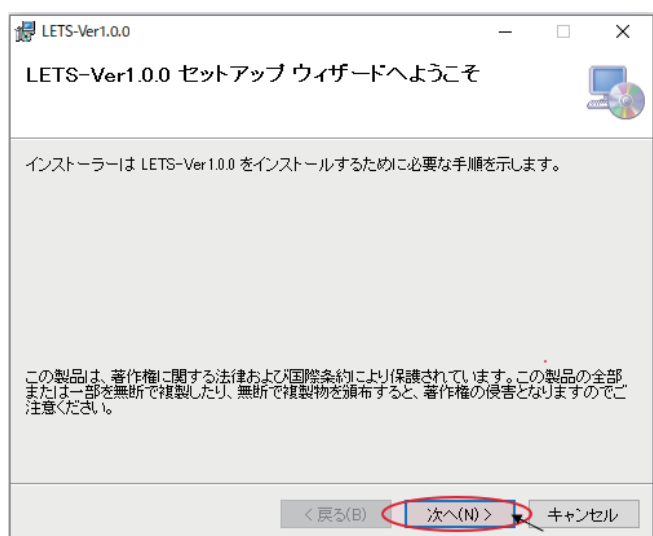 LETS-Ver1.0.0
LETS-Ver1.0.0 セットアップ ウィザードへようこそ
インストーラーは LETS-Ver1.0.0 をインストールするために必要な手順を示します。
この製品は、著作権に関する法律および国際条約により保護されています。この製品の全部
または一部を無断で複製したり、無断で複製物を頒布すると、著作権の侵害となりますのでご
注意ください。
< 戻る(B) 次へ(N) > キャンセル